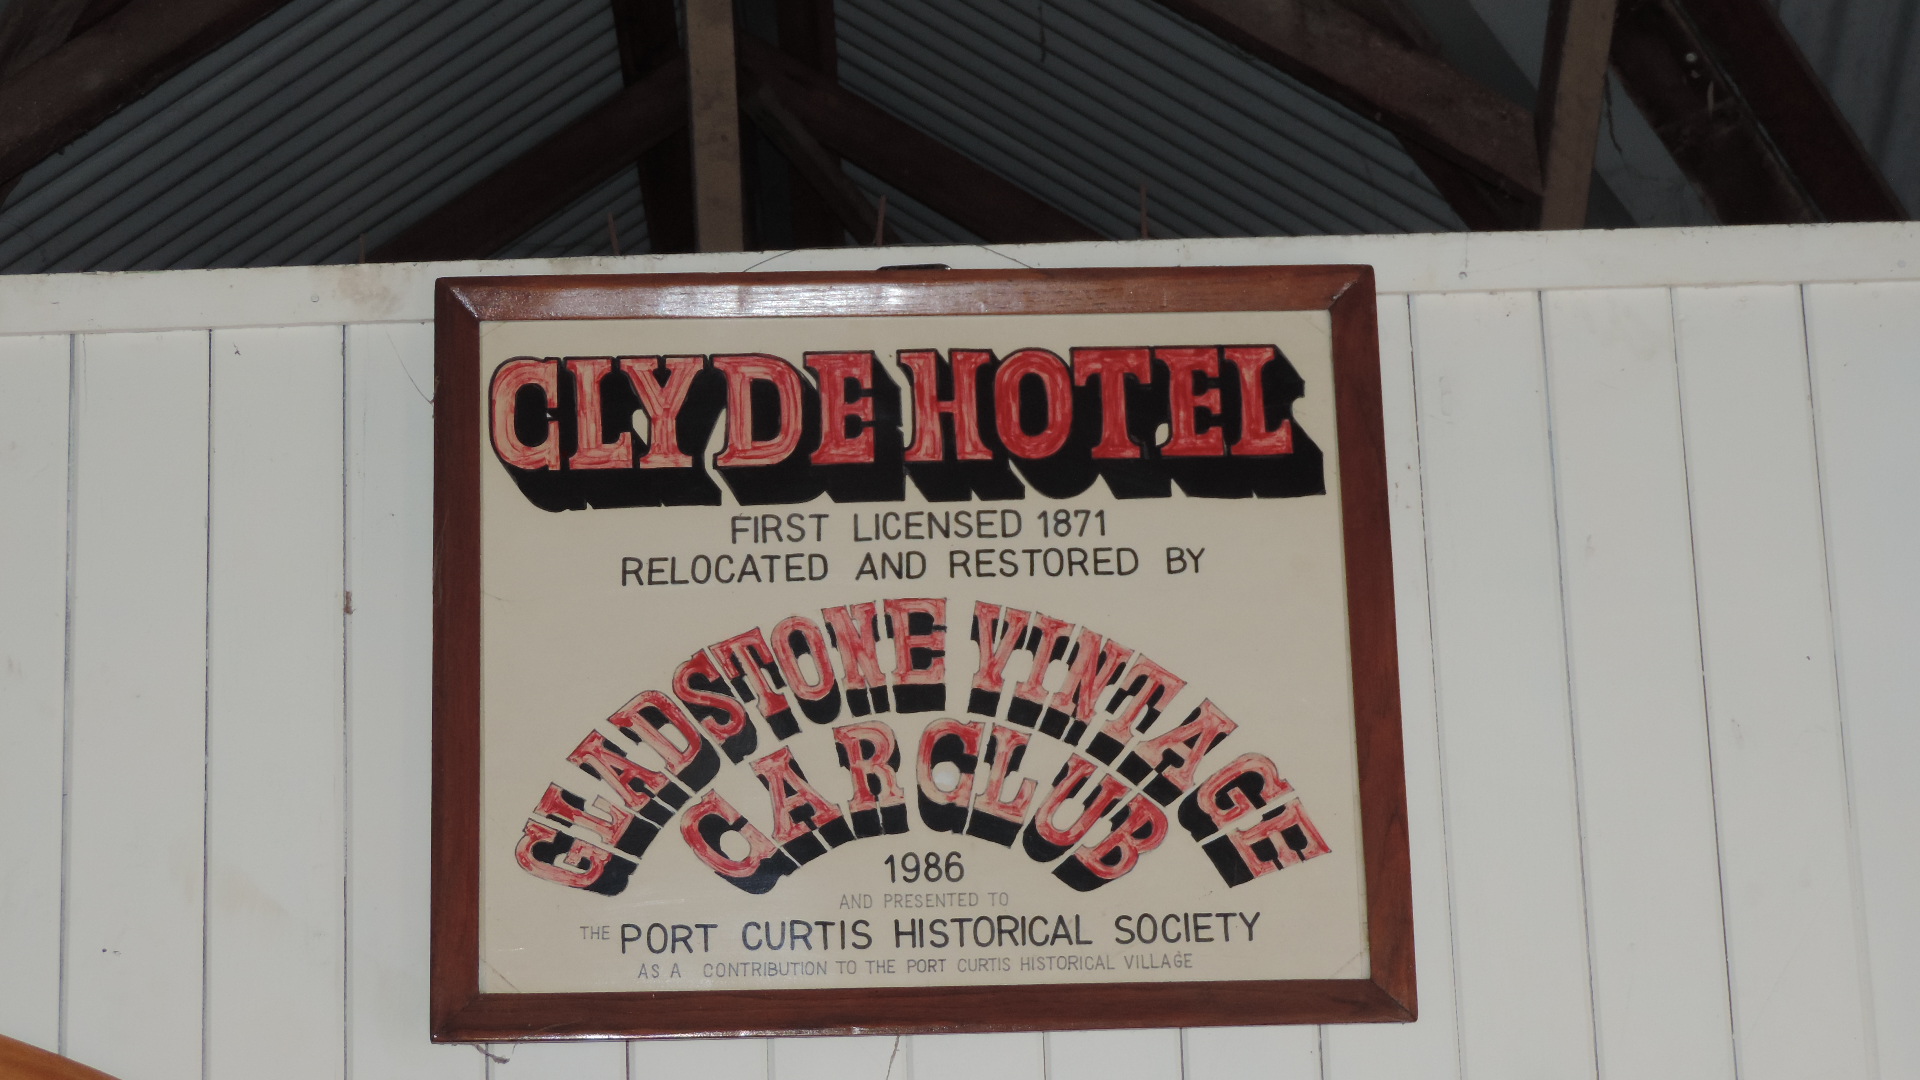 CLYDE HOTEL
FIRST LICENSED 1871
RELOCATED AND RESTORED BY
GLADSTONE VINTAGE
CAR CLUB
1986
AND PRESENTED TO
THE PORT CURTIS HISTORICAL SOCIETY
AS A CONTRIBUTION TO THE PORT CURTIS HISTORICAL VILLAGE